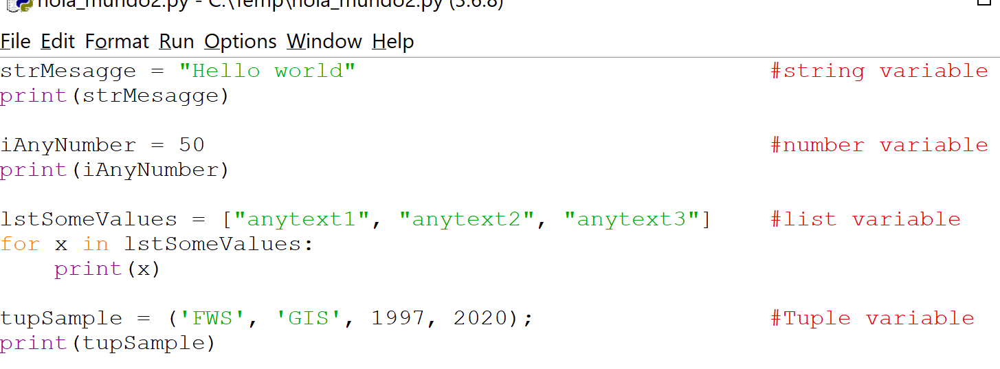 hola_mundo2.py - C:\Temp\hola_mundo2.py (3.6.8)
File Edit Format Run Options Window Help
strMesagge = "Hello world" #string variable
print(strMesagge)
iAnyNumber = 50 #number variable
print(iAnyNumber)
lstSomeValues = ["anytext1", "anytext2", "anytext3"] #list variable
for x in lstSomeValues:
    print(x)
tupSample = ('FWS', 'GIS', 1997, 2020); #Tuple variable
print(tupSample)